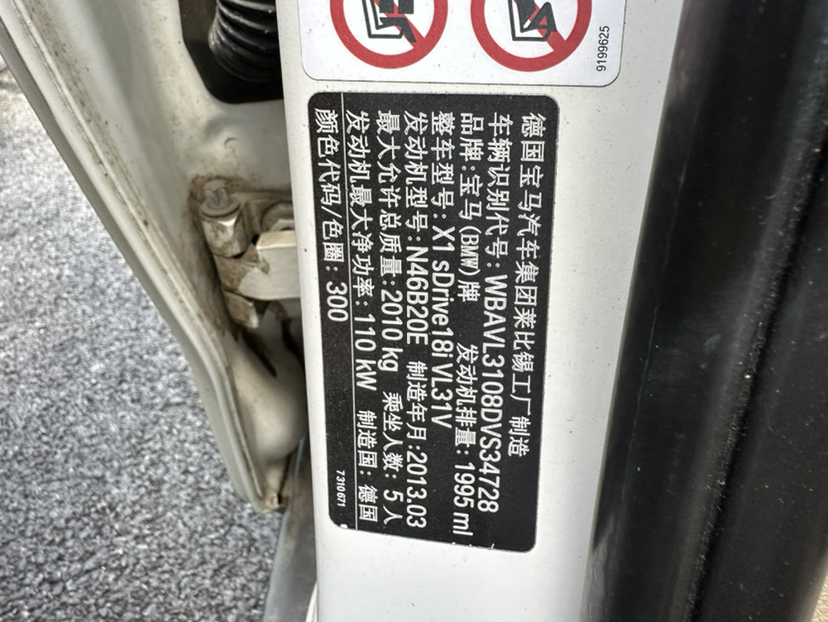 9199625
德国宝马汽车集团莱比锡工厂制造
车辆识别代号: WBAVL3108DVS34728
品牌:宝马(BMW)牌 发动机排量: 1995 ml
整车型号: X1 sDrive18i VL31V
发动机型号: N46B20E 制造年月:2013.03
最大允许总质量:2010 kg 乘坐人数: 5人
发动机最大净功率: 110 kW 制造国: 德国
颜色代码/色圈: 300
7310671